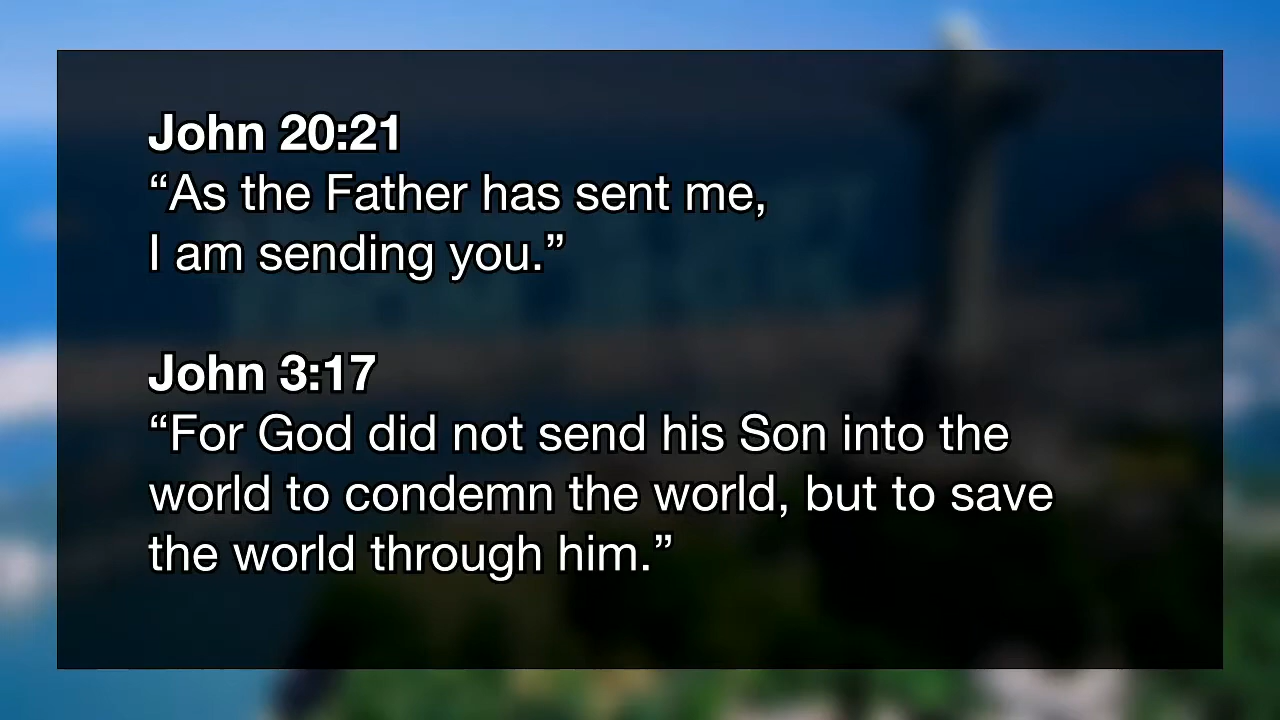 John 20:21
“As the Father has sent me,
I am sending you.”
John 3:17
“For God did not send his Son into the
world to condemn the world, but to save
the world through him.”